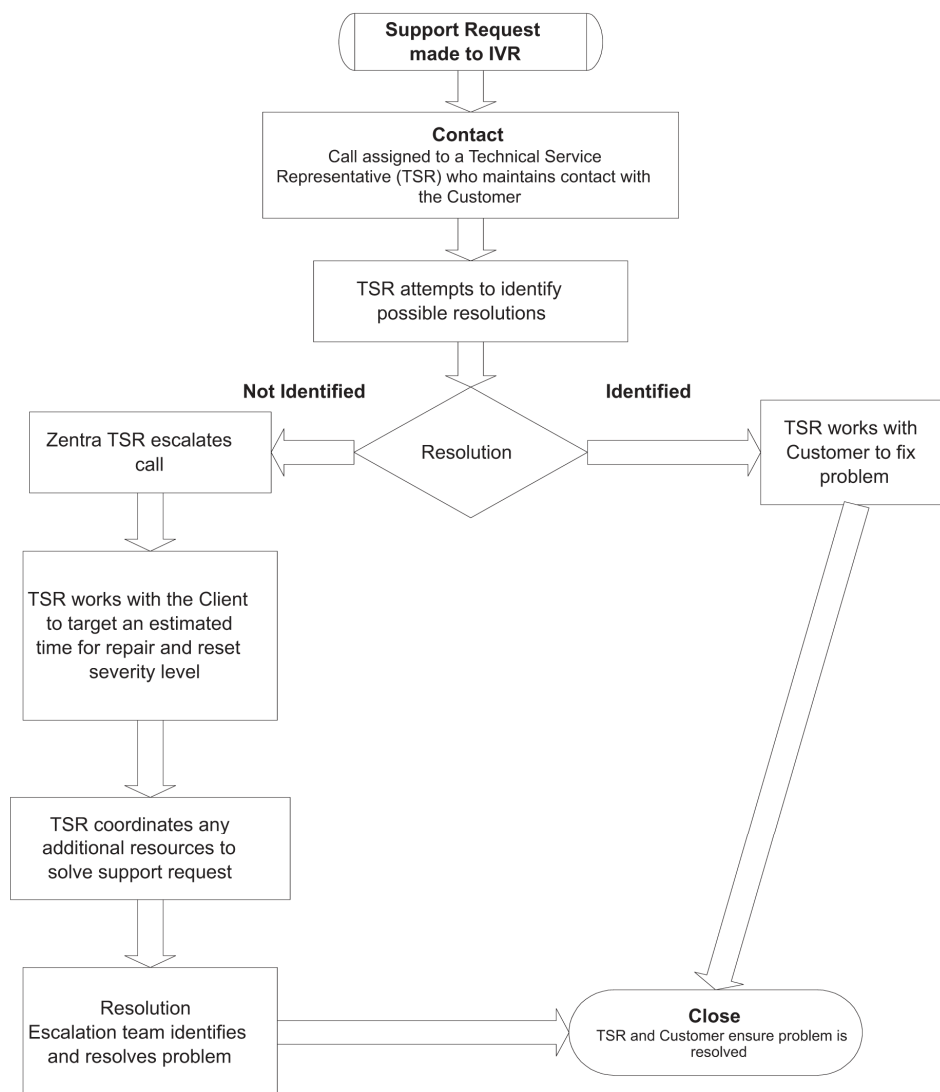 Support Request
made to IVR
Contact
Call assigned to a Technical Service
Representative (TSR) who maintains contact with
the Customer
TSR attempts to identify
possible resolutions
Not Identified
Identified
Zentra TSR escalates
call
Resolution
TSR works with
Customer to fix
problem
TSR works with the Client
to target an estimated
time for repair and reset
severity level
TSR coordinates any
additional resources to
solve support request
Resolution
Escalation team identifies
and resolves problem
Close
TSR and Customer ensure problem is
resolved